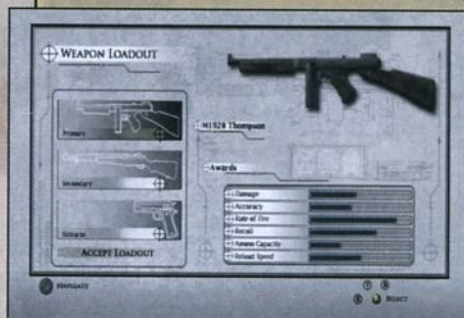 WEAPON LOADOUT
Primary
Secondary
Sidearm
ACCEPT LOADOUT
M1928 Thompson
Awards
Damage
Accuracy
Rate of Fire
Recoil
Ammo Capacity
Reload Speed
NAVIGATE
Y
B
X
SELECT